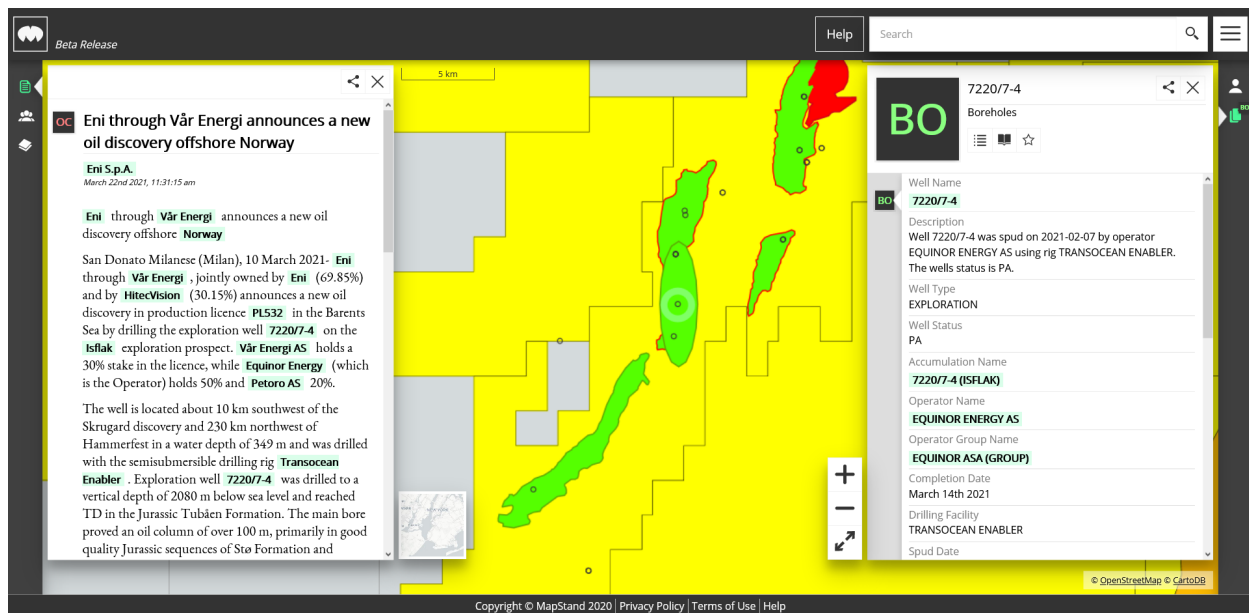 Beta Release
Help
Search
5 km
OC
Eni through Vår Energi announces a new
oil discovery offshore Norway
Eni S.p.A.
March 22nd 2021, 11:31:15 am
Eni through Vår Energi announces a new oil
discovery offshore Norway
San Donato Milanese (Milan), 10 March 2021- Eni
through Vår Energi , jointly owned by Eni (69.85%)
and by HitecVision (30.15%) announces a new oil
discovery in production licence PL532 in the Barents
Sea by drilling the exploration well 7220/7-4 on the
Isflak exploration prospect. Vår Energi AS holds a
30% stake in the licence, while Equinor Energy (which
is the Operator) holds 50% and Petoro AS 20%.
The well is located about 10 km southwest of the
Skrugard discovery and 230 km northwest of
Hammerfest in a water depth of 349 m and was drilled
with the semisubmersible drilling rig Transocean
Enabler . Exploration well 7220/7-4 was drilled to a
vertical depth of 2080 m below sea level and reached
TD in the Jurassic Tubåen Formation. The main bore
proved an oil column of over 100 m, primarily in good
quality Jurassic sequences of Stø Formation and
BO
7220/7-4
Boreholes
BO
BO
Well Name
7220/7-4
Description
Well 7220/7-4 was spud on 2021-02-07 by operator
EQUINOR ENERGY AS using rig TRANSOCEAN ENABLER.
The wells status is PA.
Well Type
EXPLORATION
Well Status
PA
Accumulation Name
7220/7-4 (ISFLAK)
Operator Name
EQUINOR ENERGY AS
Operator Group Name
EQUINOR ASA (GROUP)
Completion Date
March 14th 2021
Drilling Facility
TRANSOCEAN ENABLER
Spud Date
© OpenStreetMap © CartoDB
Copyright © MapStand 2020 | Privacy Policy | Terms of Use | Help